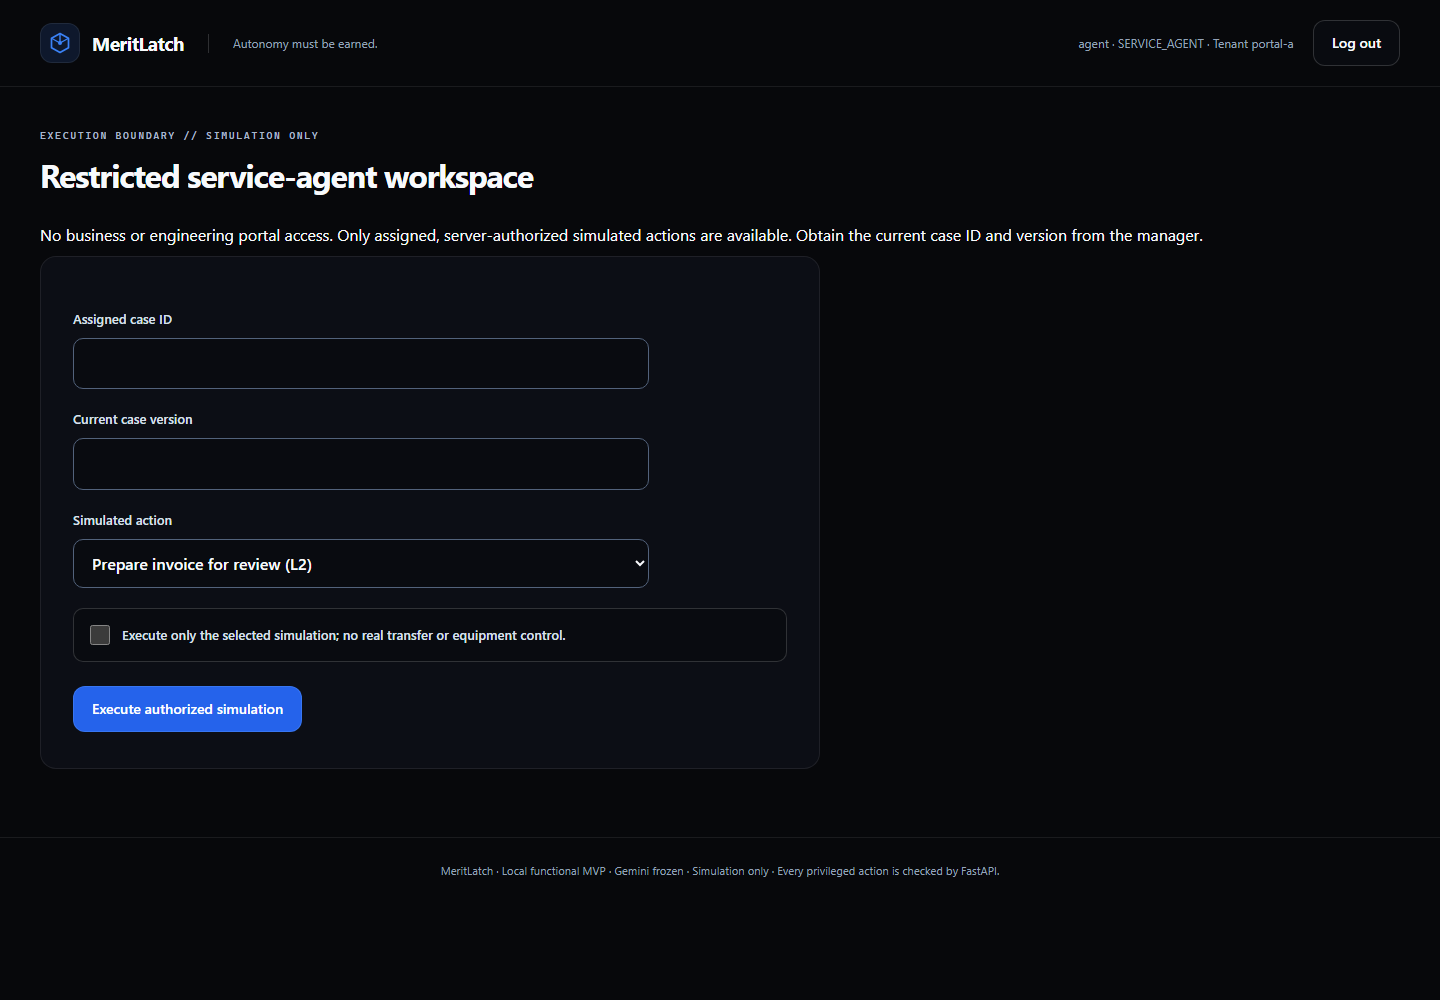 MeritLatch
Autonomy must be earned.
agent · SERVICE_AGENT · Tenant portal-a
Log out
EXECUTION BOUNDARY // SIMULATION ONLY
Restricted service-agent workspace
No business or engineering portal access. Only assigned, server-authorized simulated actions are available. Obtain the current case ID and version from the manager.
Assigned case ID
Current case version
Simulated action
Prepare invoice for review (L2)
Execute only the selected simulation; no real transfer or equipment control.
Execute authorized simulation
MeritLatch · Local functional MVP · Gemini frozen · Simulation only · Every privileged action is checked by FastAPI.